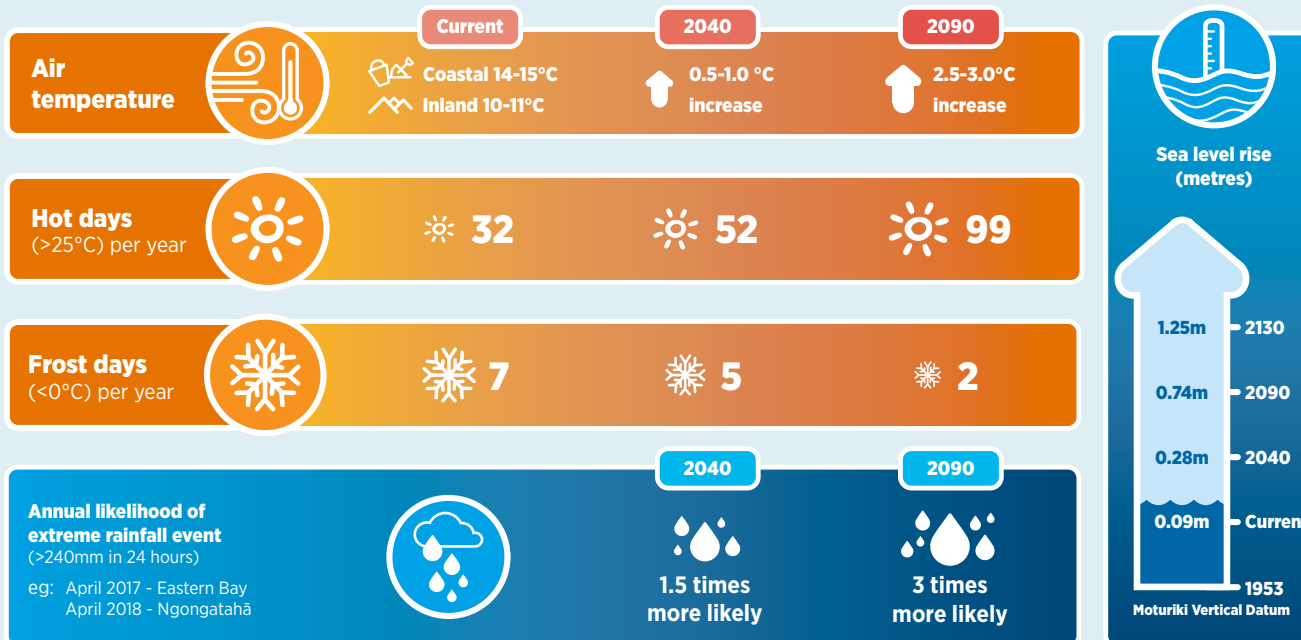 Current
2040
2090
Air
temperature
Coastal 14-15°C
Inland 10-11°C
0.5-1.0 °C
increase
2.5-3.0°C
increase
Hot days
(>25°C) per year
32
52
99
Frost days
(<0°C) per year
7
5
2
2040
2090
Annual likelihood of
extreme rainfall event
(>240mm in 24 hours)
eg: April 2017 - Eastern Bay
April 2018 - Ngongatahā
1.5 times
more likely
3 times
more likely
Sea level rise
(metres)
1.25m 2130
0.74m 2090
0.28m 2040
0.09m Curren
1953
Moturiki Vertical Datum